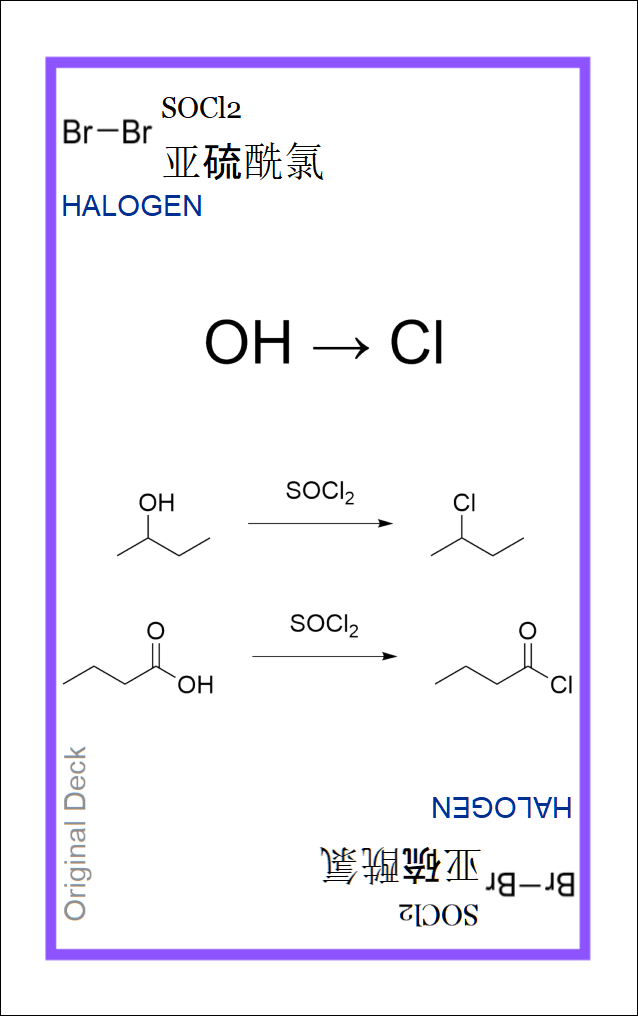 SOCl2
Br–Br
亚硫酰氯
HALOGEN
OH → Cl
OH
SOCl₂
Cl
O
OH
SOCl₂
O
Cl
Original Deck
HALOGEN
亚硫酰氯
Br–Br
SOCl2